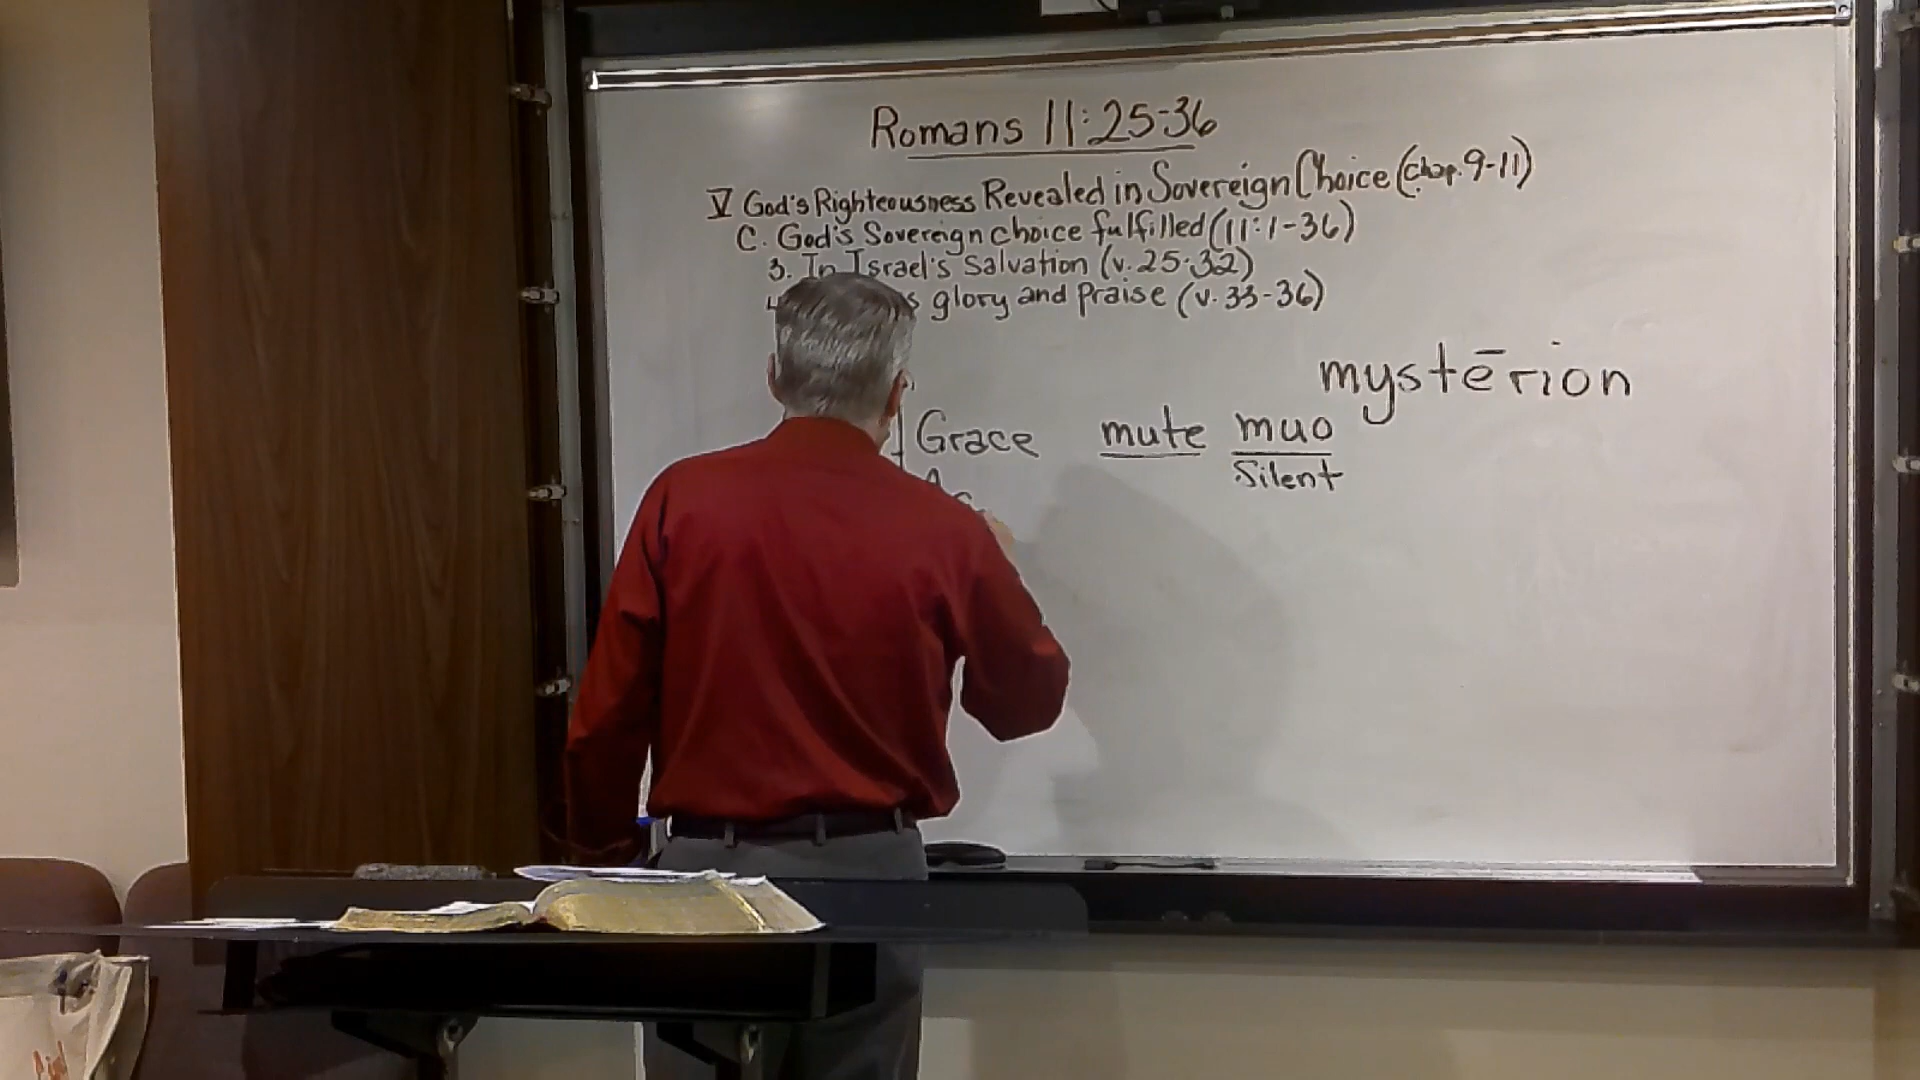 Romans 11:25-36
V God's Righteousness Revealed in Sovereign Choice (chap. 9-11)
C. God's Sovereign choice fulfilled (11:1-36)
3. In Israel's Salvation (v. 25-32)
glory and Praise (v. 33-36)
mystērion
Grace mute muo
Silent